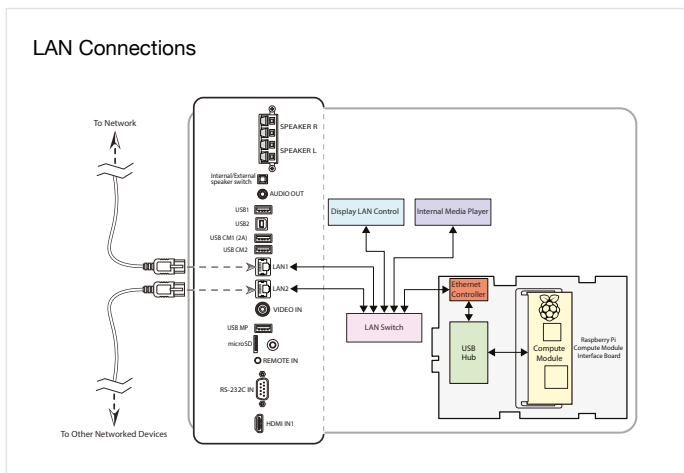 LAN Connections
To Network
SPEAKER R
SPEAKER L
Internal/External
speaker switch
AUDIO OUT
USB1
USB2
USB CM1 (2A)
USB CM2
LAN1
LAN2
VIDEO IN
USB MP
microSD
REMOTE IN
RS-232C IN
HDMI IN1
To Other Networked Devices
Display LAN Control
Internal Media Player
LAN Switch
Ethernet
Controller
USB
Hub
Compute
Module
Raspberry Pi
Compute Module
Interface Board